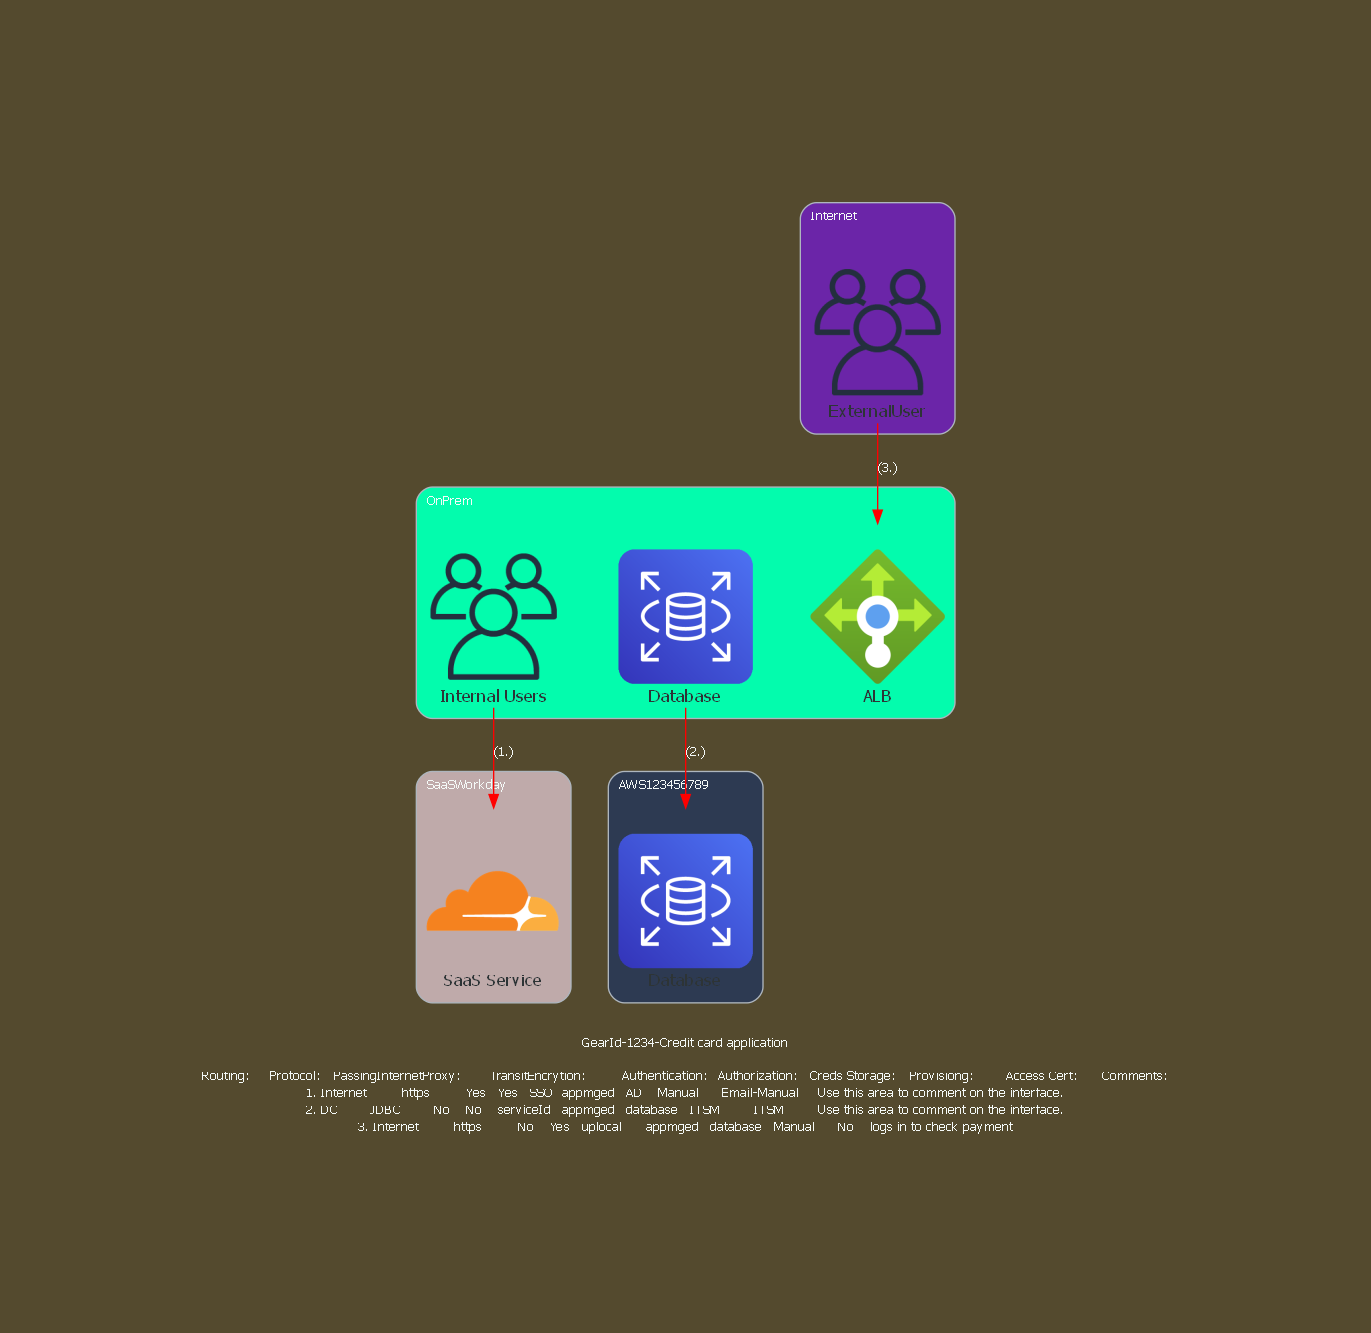 Internet
ExternalUser
(3.)
OnPrem
Internal Users Database ALB
(1.) (2.)
SaaSWorkday AWS123456789
SaaS Service Database
GearId-1234-Credit card application
Routing: Protocol: PassingInternetProxy: TransitEncrytion: Authentication: Authorization: Creds Storage: Provisiong: Access Cert: Comments:
1. Internet https Yes Yes SSO appmged AD Manual Email-Manual Use this area to comment on the interface.
2. DC JDBC No No serviceId appmged database ITSM ITSM Use this area to comment on the interface.
3. Internet https No Yes uplocal appmged database Manual No logs in to check payment